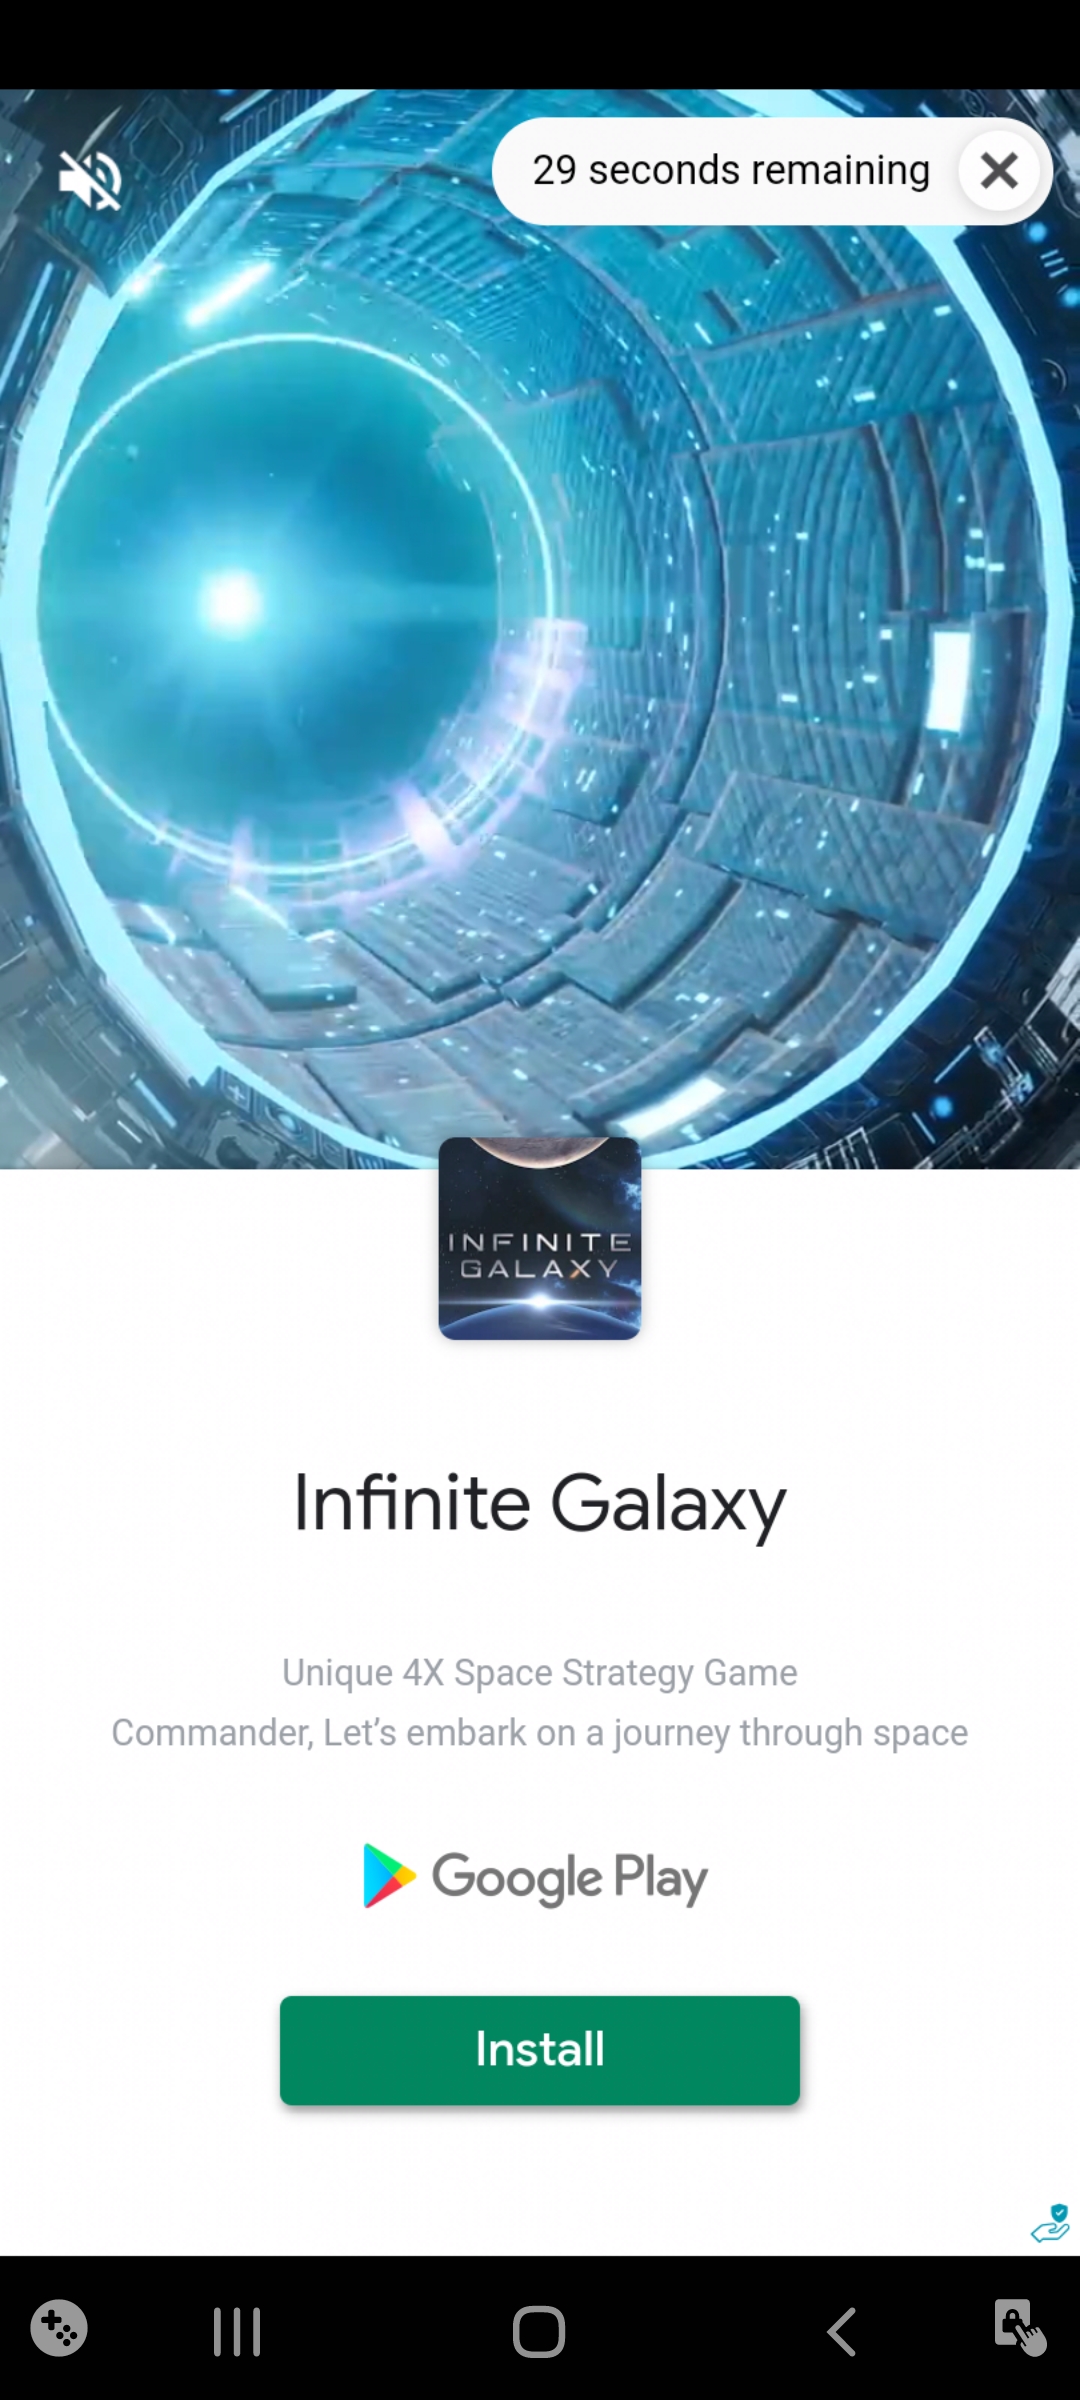 29 seconds remaining
INFINITE
GALAXY
Infinite Galaxy
Unique 4X Space Strategy Game
Commander, Let’s embark on a journey through space
Google Play
Install